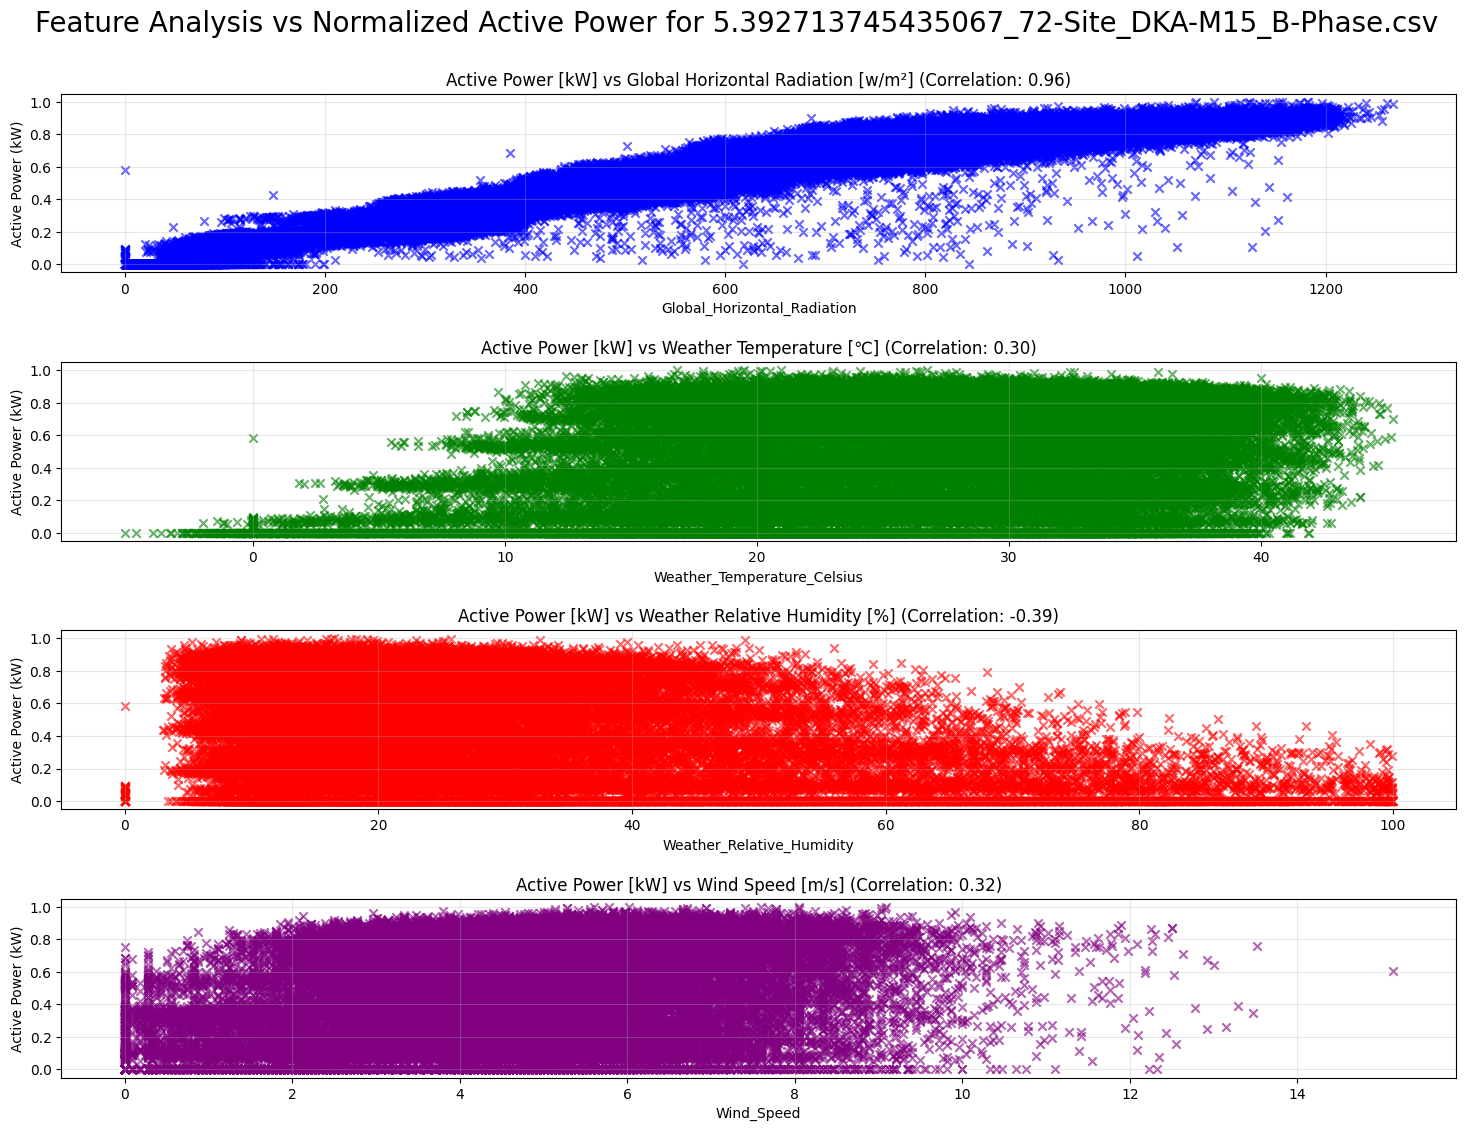 Feature Analysis vs Normalized Active Power for 5.392713745435067_72-Site_DKA-M15_B-Phase.csv
Active Power [kW] vs Global Horizontal Radiation [w/m²] (Correlation: 0.96)
Active Power (kW)
1.0
0.8
0.6
0.4
0.2
0.0
0 200 400 600 800 1000 1200
Global_Horizontal_Radiation
Active Power [kW] vs Weather Temperature [℃] (Correlation: 0.30)
Active Power (kW)
1.0
0.8
0.6
0.4
0.2
0.0
0 10 20 30 40
Weather_Temperature_Celsius
Active Power [kW] vs Weather Relative Humidity [%] (Correlation: -0.39)
Active Power (kW)
1.0
0.8
0.6
0.4
0.2
0.0
0 20 40 60 80 100
Weather_Relative_Humidity
Active Power [kW] vs Wind Speed [m/s] (Correlation: 0.32)
Active Power (kW)
1.0
0.8
0.6
0.4
0.2
0.0
0 2 4 6 8 10 12 14
Wind_Speed